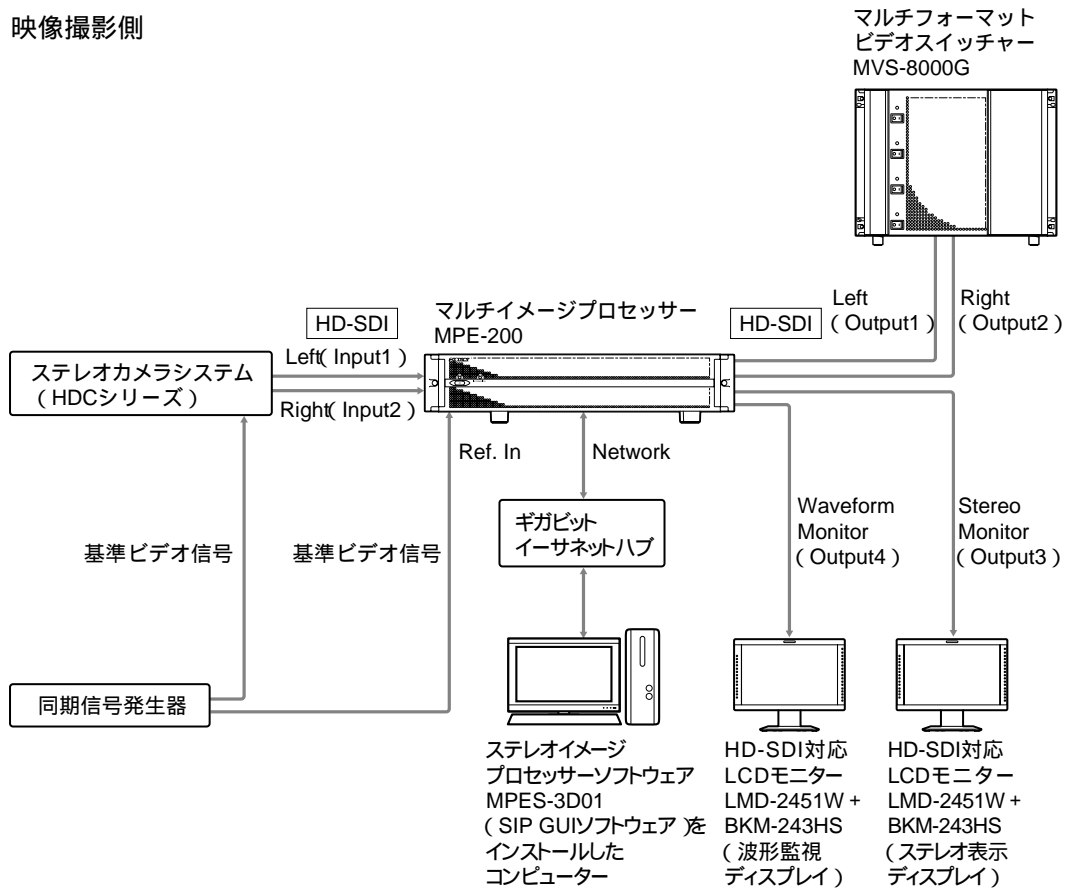 映像撮影側
マルチフォーマット
ビデオスイッチャー
MVS-8000G
HD-SDI
マルチイメージプロセッサー
MPE-200
HD-SDI
Left
(Output1)
Right
(Output2)
ステレオカメラシステム
(HDCシリーズ)
Left(Input1)
Right(Input2)
Ref. In
Network
基準ビデオ信号
基準ビデオ信号
ギガビット
イーサネットハブ
Waveform
Monitor
(Output4)
Stereo
Monitor
(Output3)
同期信号発生器
ステレオイメージ
プロセッサーソフトウェア
MPES-3D01
(SIP GUIソフトウェア)を
インストールした
コンピューター
HD-SDI対応
LCDモニター
LMD-2451W +
BKM-243HS
(波形監視
ディスプレイ)
HD-SDI対応
LCDモニター
LMD-2451W +
BKM-243HS
(ステレオ表示
ディスプレイ)